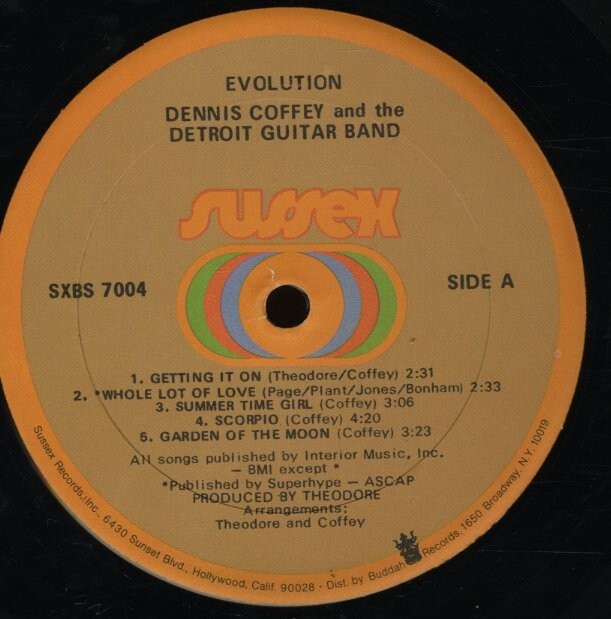 EVOLUTION
DENNIS COFFEY and the
DETROIT GUITAR BAND
sussex
SXBS 7004
SIDE A
1. GETTING IT ON (Theodore/Coffey) 2:31
2. *WHOLE LOT OF LOVE (Page/Plant/Jones/Bonham) 2:33
3. SUMMER TIME GIRL (Coffey) 3:06
4. SCORPIO (Coffey) 4:20
5. GARDEN OF THE MOON (Coffey) 3:23
All songs published by Interior Music, Inc.
— BMI except *
*Published by Superhype — ASCAP
PRODUCED BY THEODORE
Arrangements:
Theodore and Coffey
Sussex Records, Inc., 6430 Sunset Blvd., Hollywood, Calif. 90028 · Dist. by Buddah Records, 1650 Broadway, N.Y. 10019